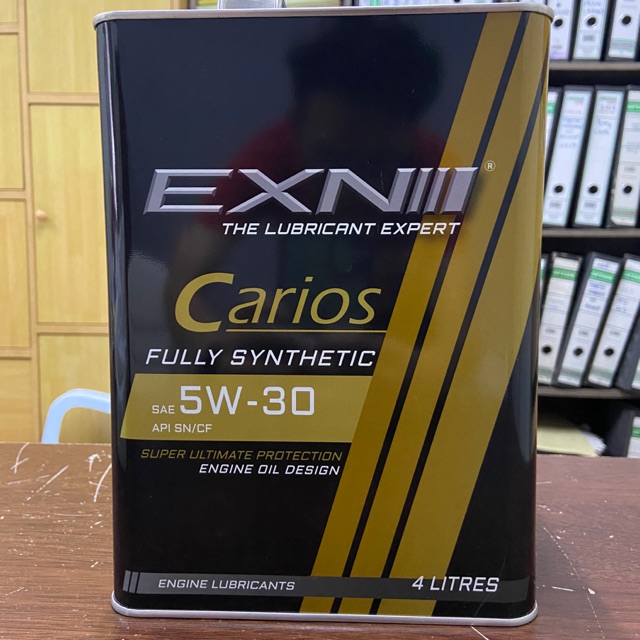 EXN®
THE LUBRICANT EXPERT
Carios
FULLY SYNTHETIC
SAE 5W-30
API SN/CF
SUPER ULTIMATE PROTECTION
ENGINE OIL DESIGN
ENGINE LUBRICANTS
4 LITRES